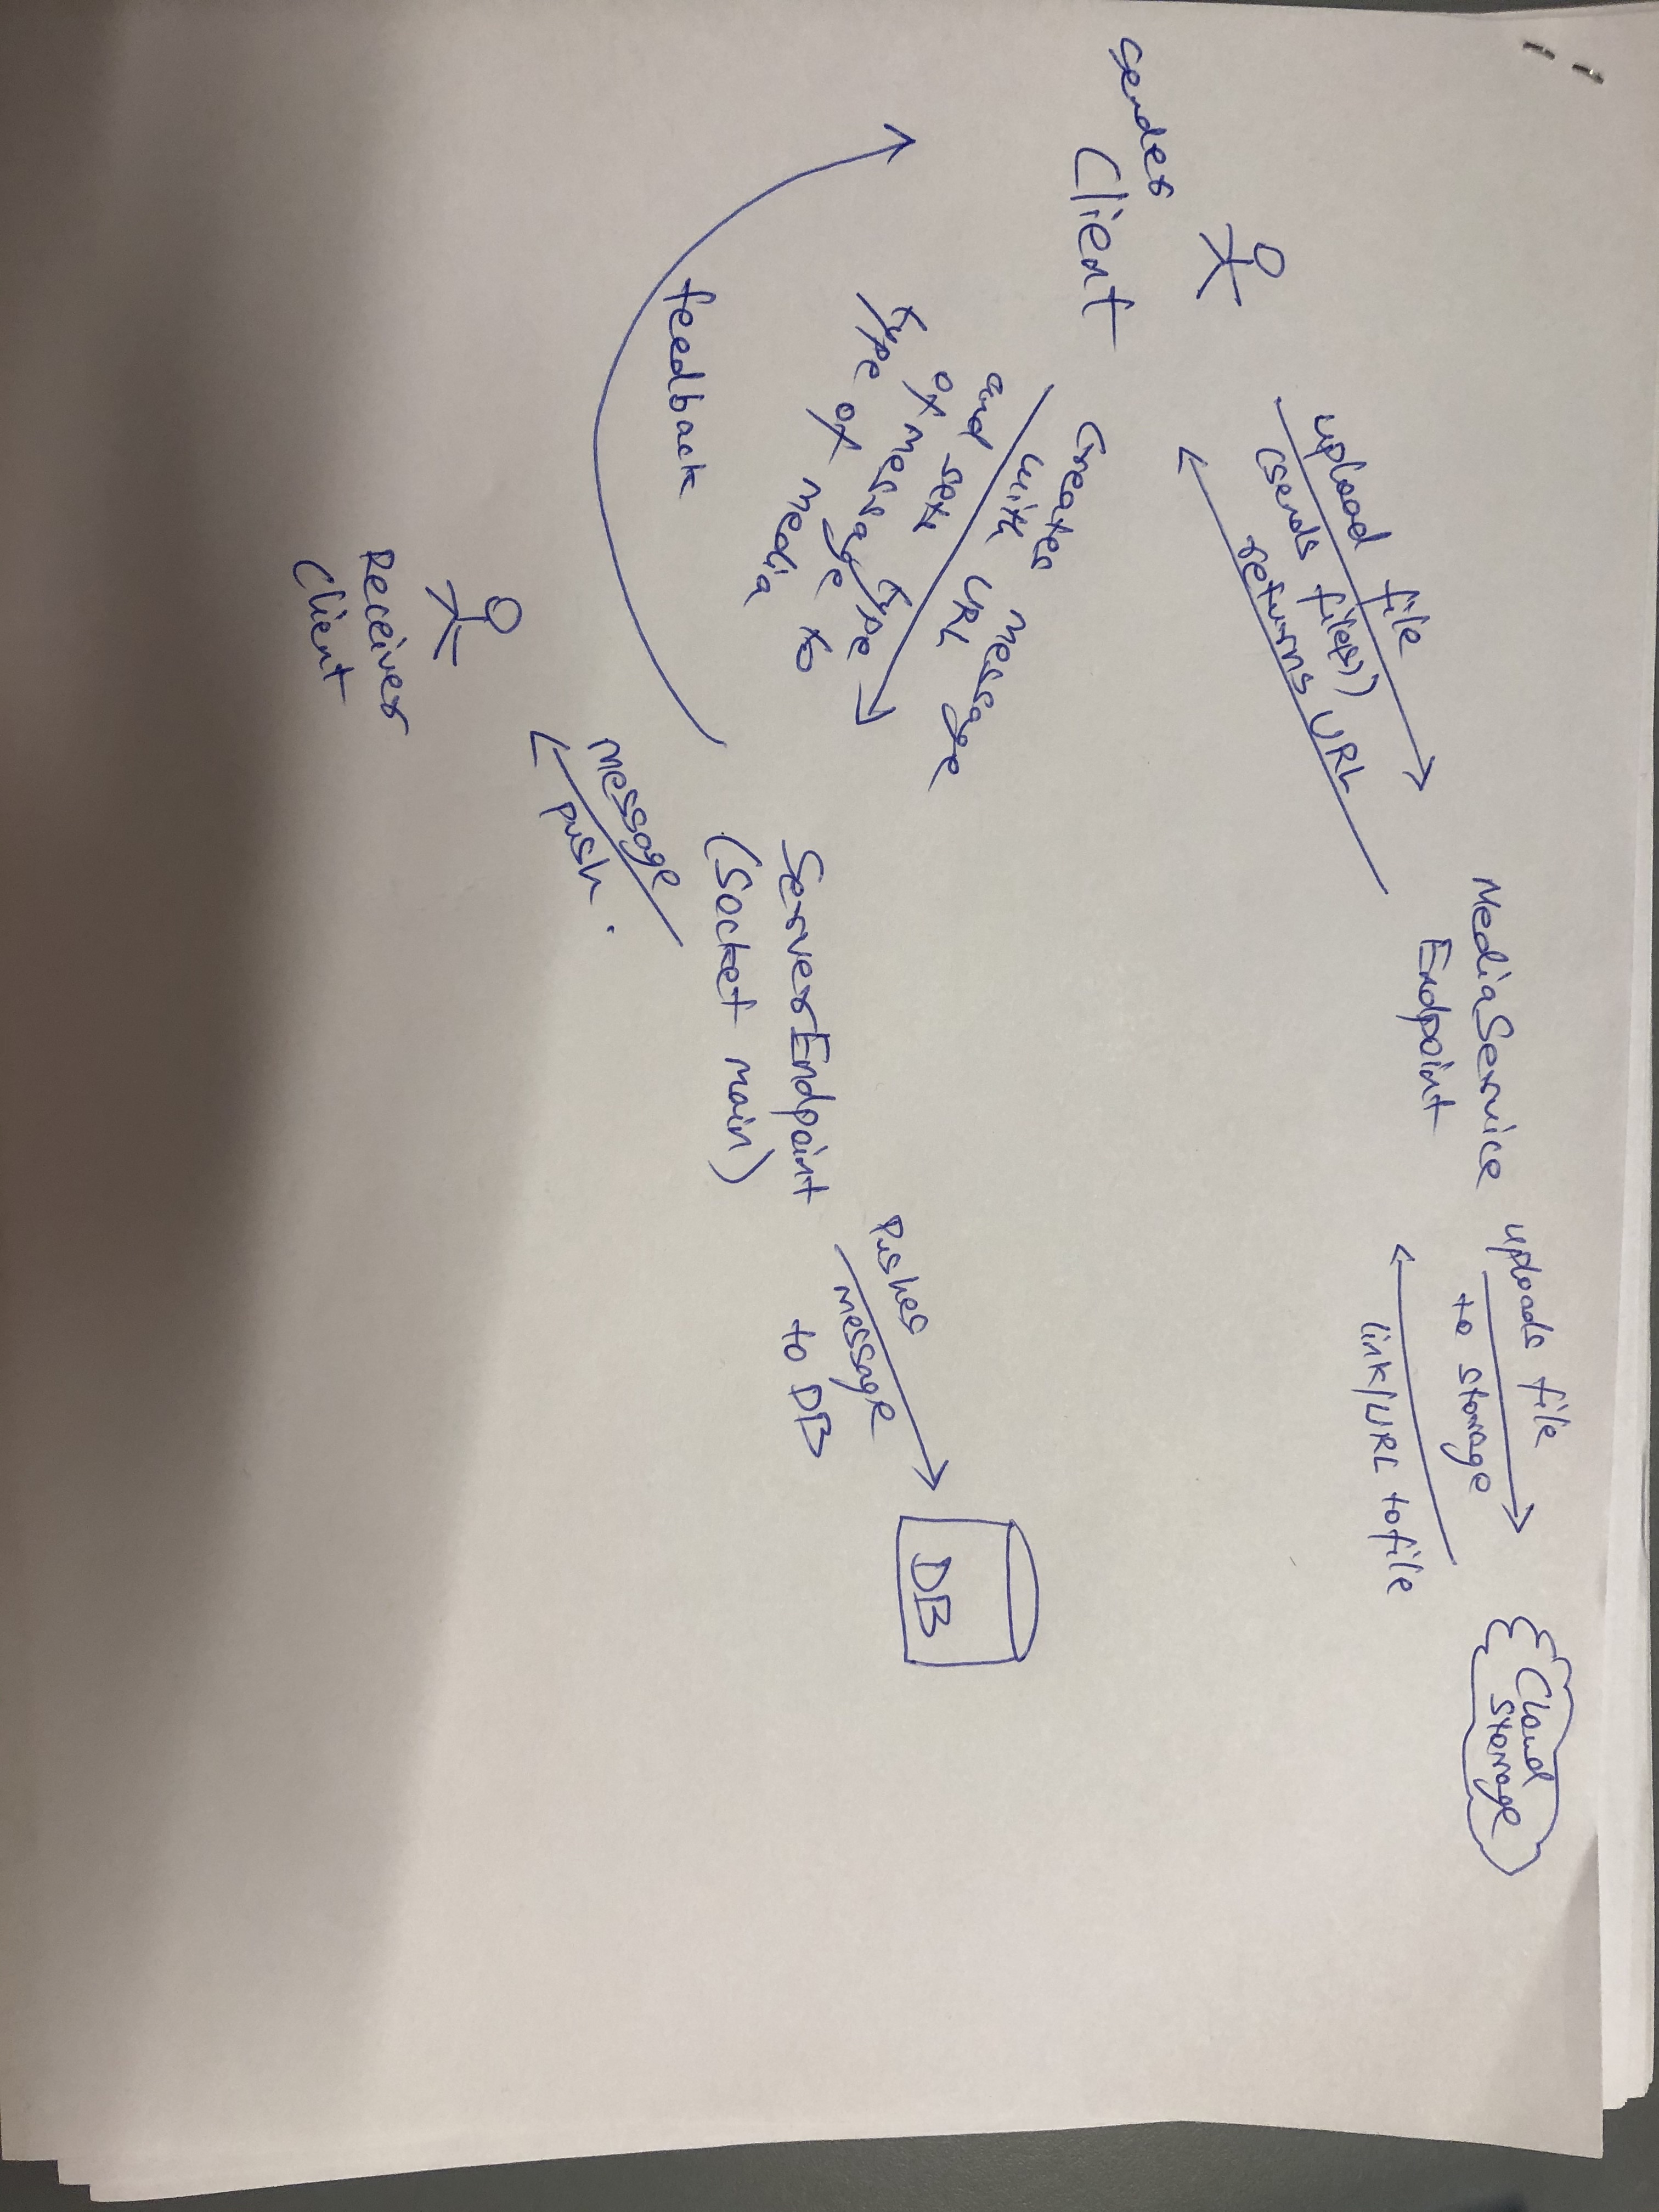 Sender
Client
upload file
(sends file(s))
returns URL
MediaService
Endpoint
uploads file
to storage
link/URL to file
Cloud
storage
Creates message
with URL
and sets type
of message to
type of media
feedback
ServerEndpoint
(Socket main)
Pushes
message
to DB
DB
message
push.
Receiver
Client